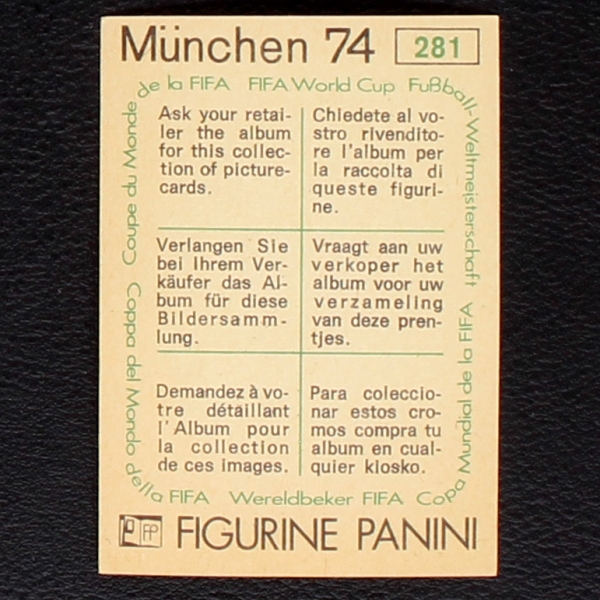 München 74 281
Coupe du Monde de la FIFA FIFA World Cup Fußball-Weltmeisterschaft
Ask your retai-
ler the album
for this collec-
tion of picture-
cards.
Chiedete al vo-
stro rivendito-
re l'album per
la raccolta di
queste figuri-
ne.
Verlangen Sie
bei Ihrem Ver-
käufer das Al-
bum für diese
Bildersamm-
lung.
Vraagt aan uw
verkoper het
album voor uw
verzameling
van deze pren-
tjes.
Demandez à vo-
tre détaillant
l'Album pour
la collection
de ces images.
Para coleccio-
nar estos cro-
mos compra tu
album en cual-
quier kiosko.
Coppa del Mondo della FIFA Wereldbeker FIFA Copa Mundial de la FIFA
FP FIGURINE PANINI